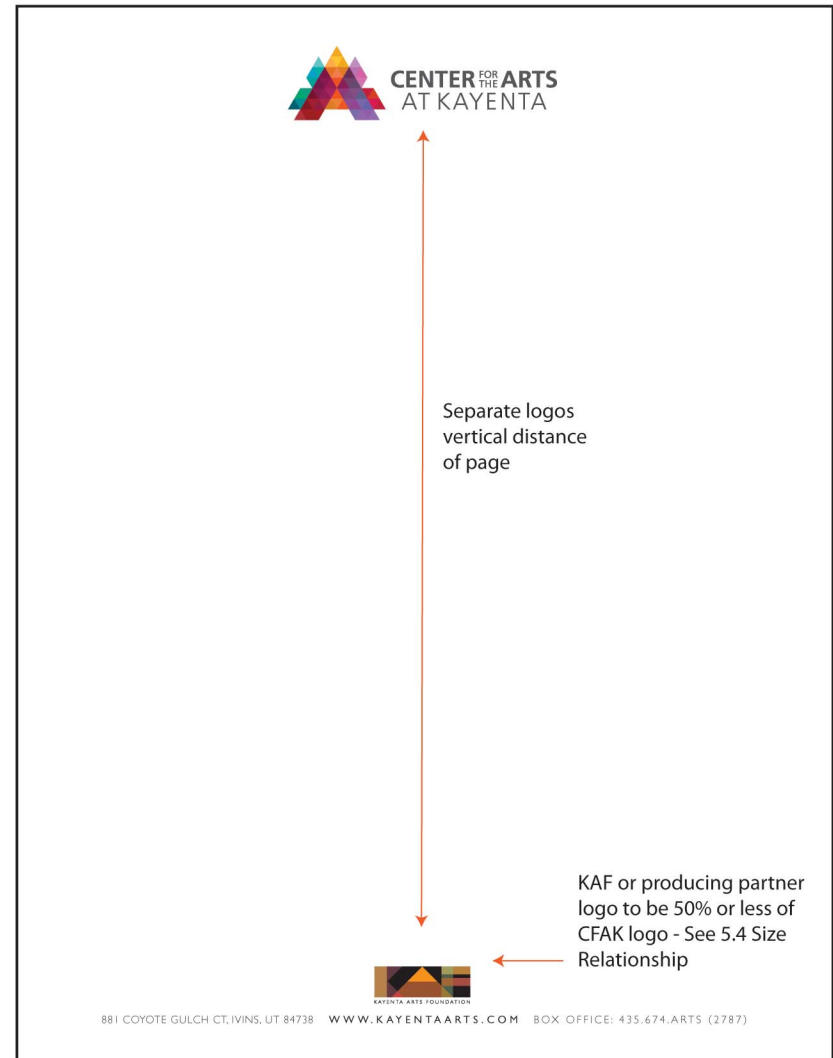 CENTER FOR THE ARTS
AT KAYENTA
Separate logos
vertical distance
of page
KAF or producing partner
logo to be 50% or less of
CFAK logo - See 5.4 Size
Relationship
KAE
KAYENTA ARTS FOUNDATION
881 COYOTE GULCH CT, IVINS, UT 84738 WWW.KAYENTAARTS.COM BOX OFFICE: 435.674.ARTS (2787)